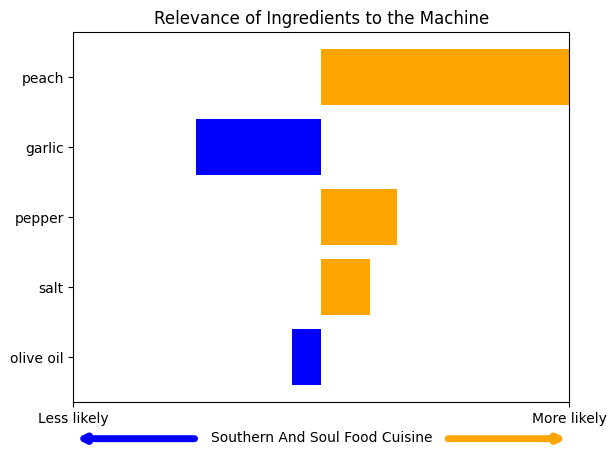 Relevance of Ingredients to the Machine
peach
garlic
pepper
salt
olive oil
Less likely More likely
Southern And Soul Food Cuisine